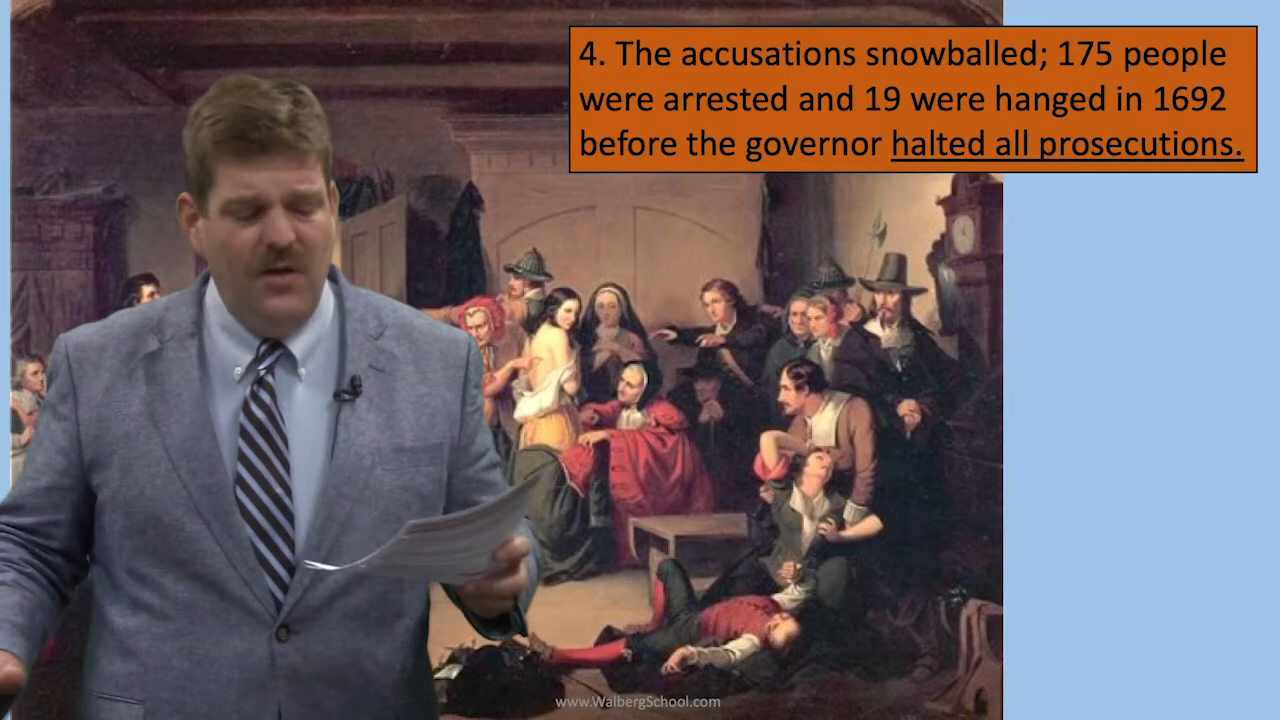 4. The accusations snowballed; 175 people
were arrested and 19 were hanged in 1692
before the governor halted all prosecutions.
www.WalbergSchool.com